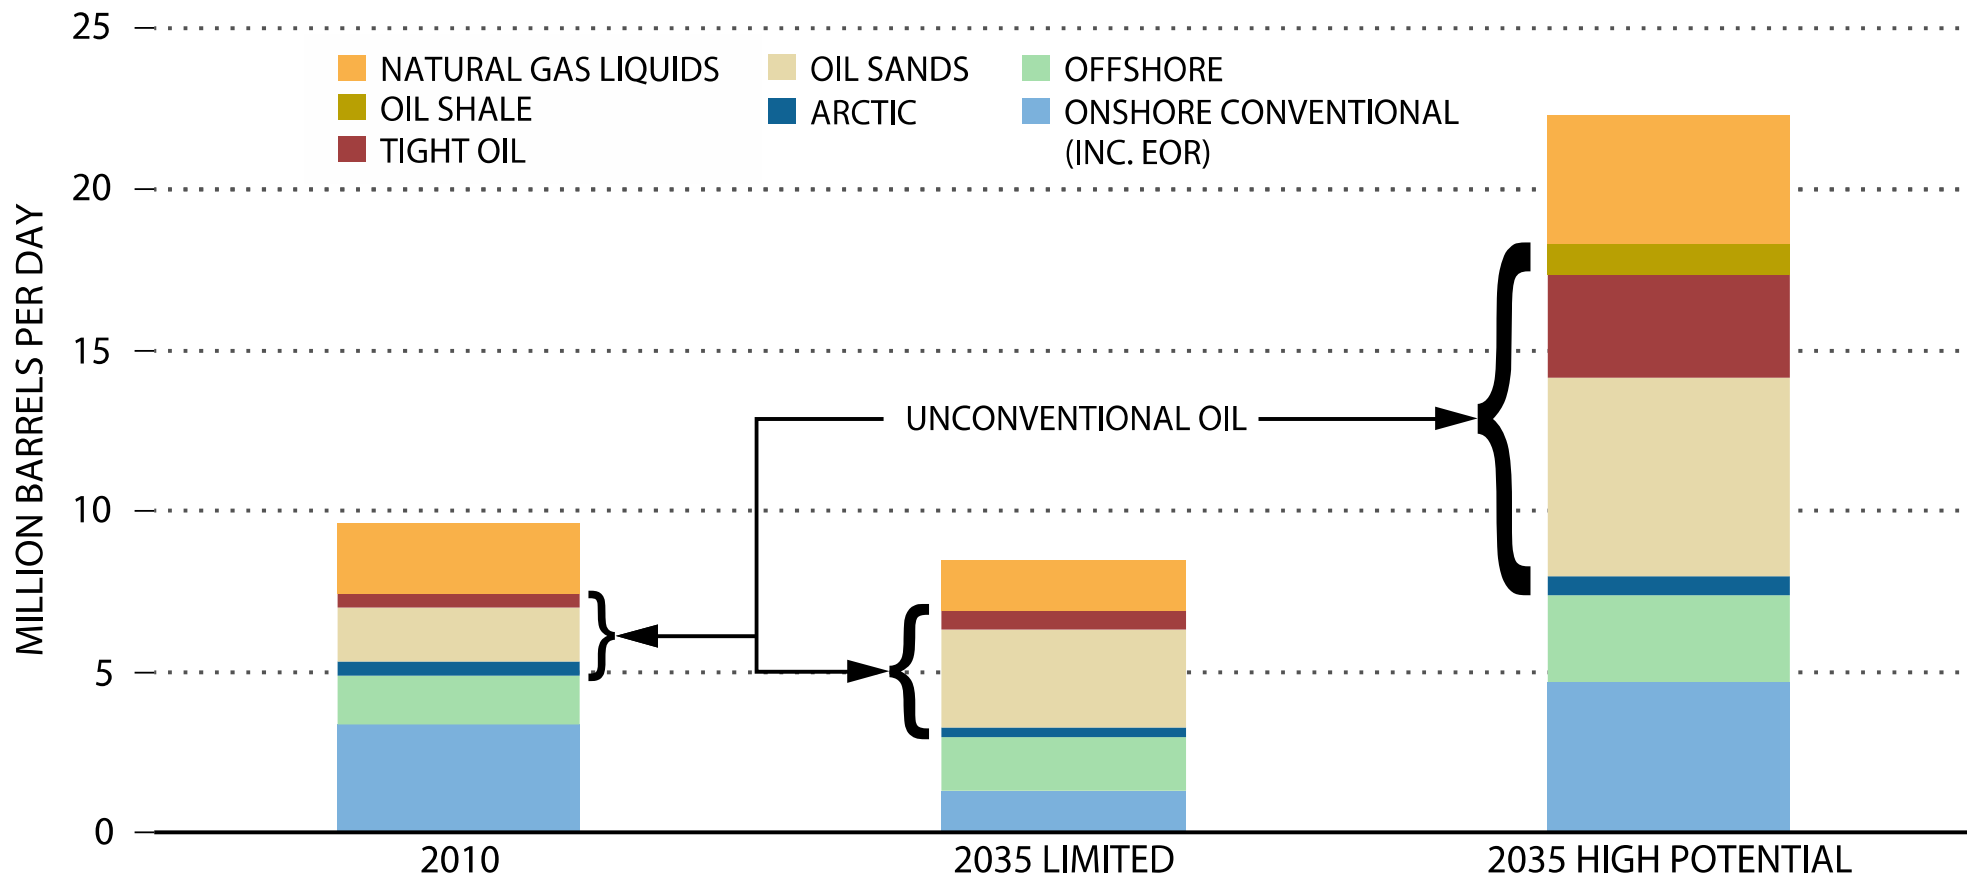 MILLION BARRELS PER DAY
25
20
15
10
5
0
NATURAL GAS LIQUIDS
OIL SHALE
TIGHT OIL
OIL SANDS
ARCTIC
OFFSHORE
ONSHORE CONVENTIONAL
(INC. EOR)
UNCONVENTIONAL OIL
2010
2035 LIMITED
2035 HIGH POTENTIAL